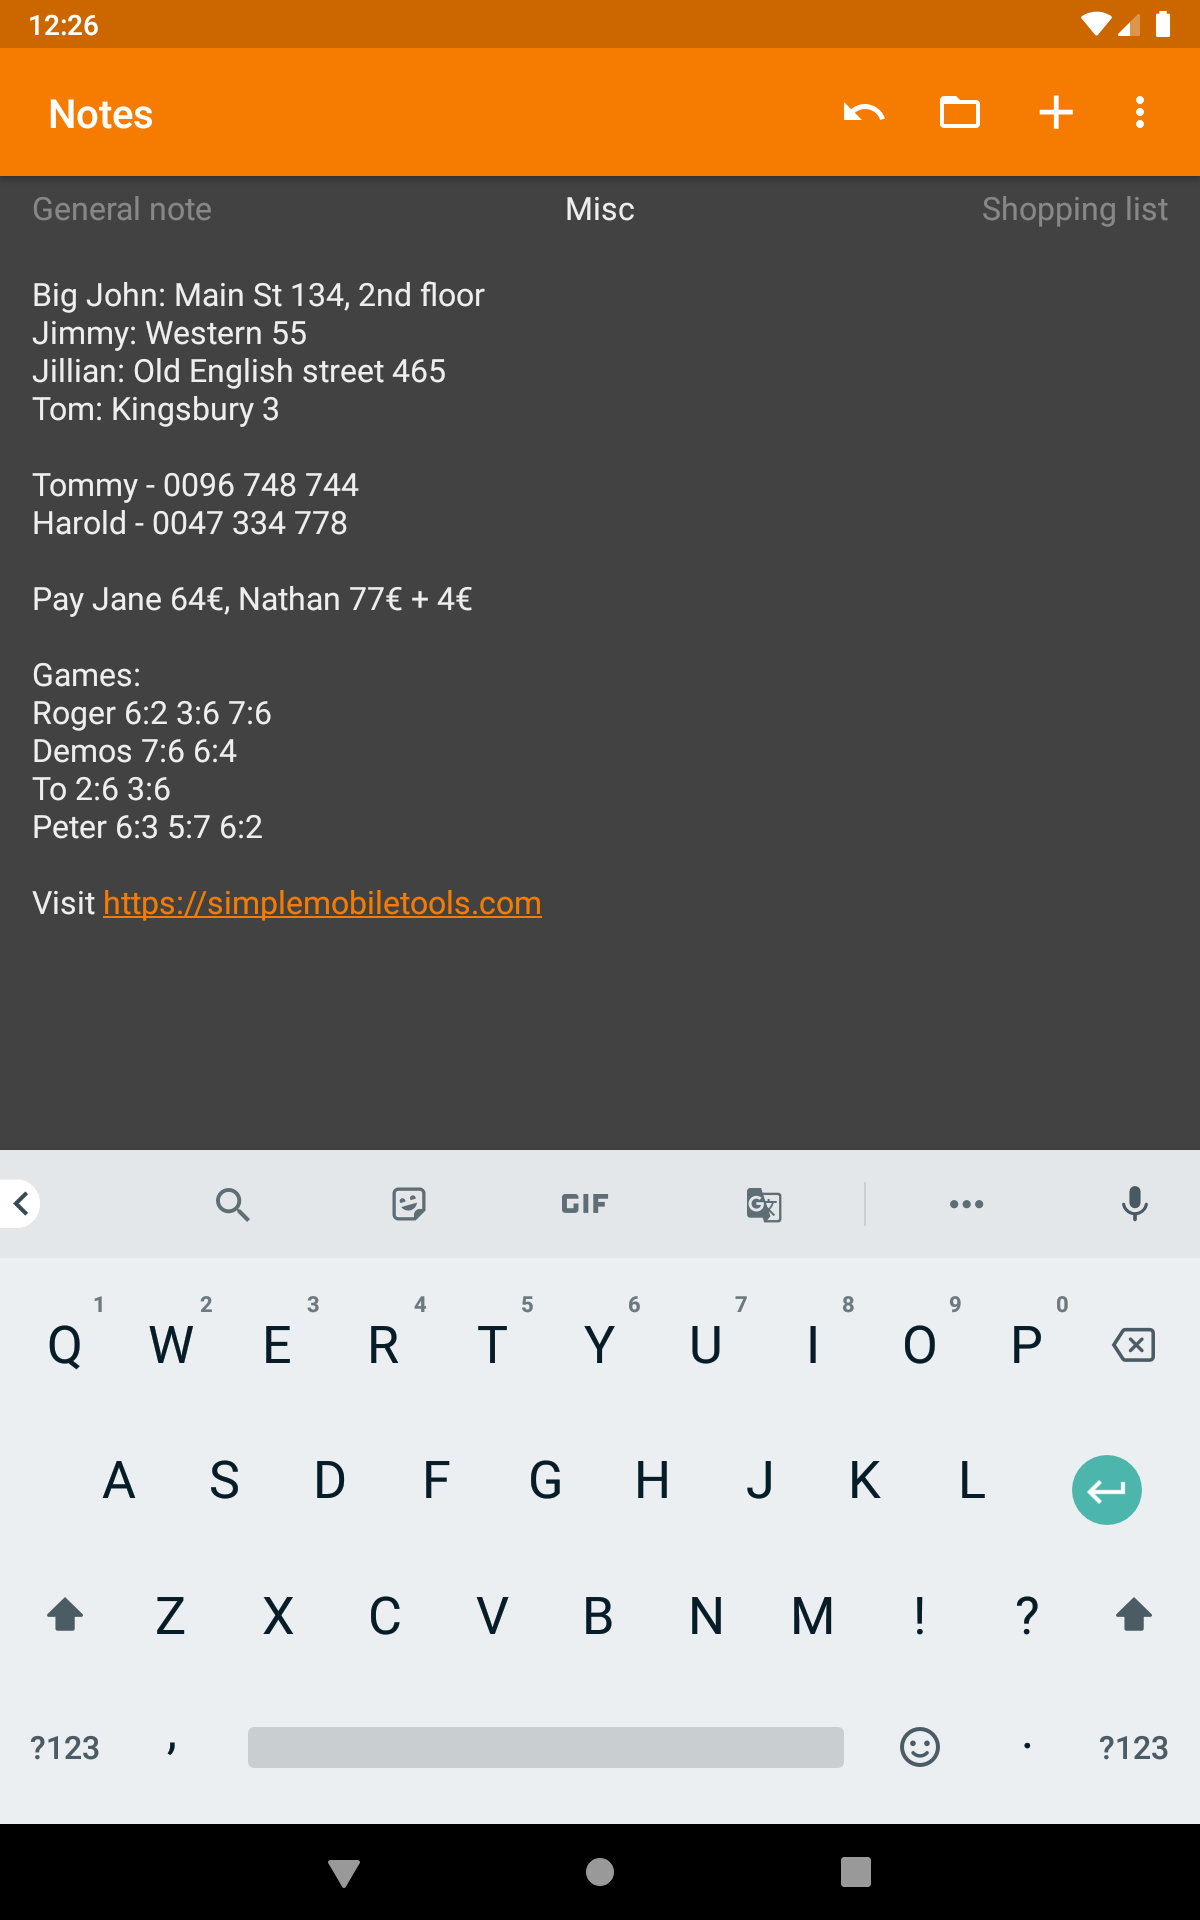 12:26
Notes
General note Misc Shopping list
Big John: Main St 134, 2nd floor
Jimmy: Western 55
Jillian: Old English street 465
Tom: Kingsbury 3
Tommy - 0096 748 744
Harold - 0047 334 778
Pay Jane 64€, Nathan 77€ + 4€
Games:
Roger 6:2 3:6 7:6
Demos 7:6 6:4
To 2:6 3:6
Peter 6:3 5:7 6:2
Visit https://simplemobiletools.com
GIF G文
1 2 3 4 5 6 7 8 9 0
Q W E R T Y U I O P
A S D F G H J K L
Z X C V B N M ! ?
?123 , . ?123